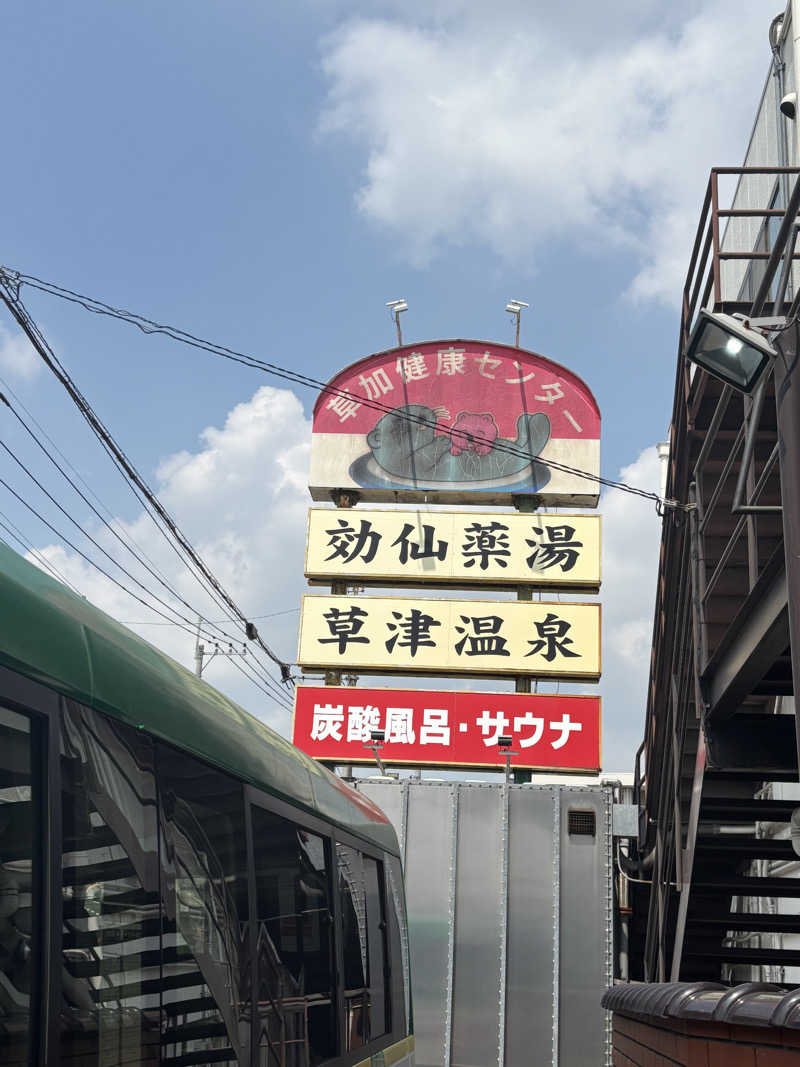 草加健康センター
効仙薬湯
草津温泉
炭酸風呂・サウナ